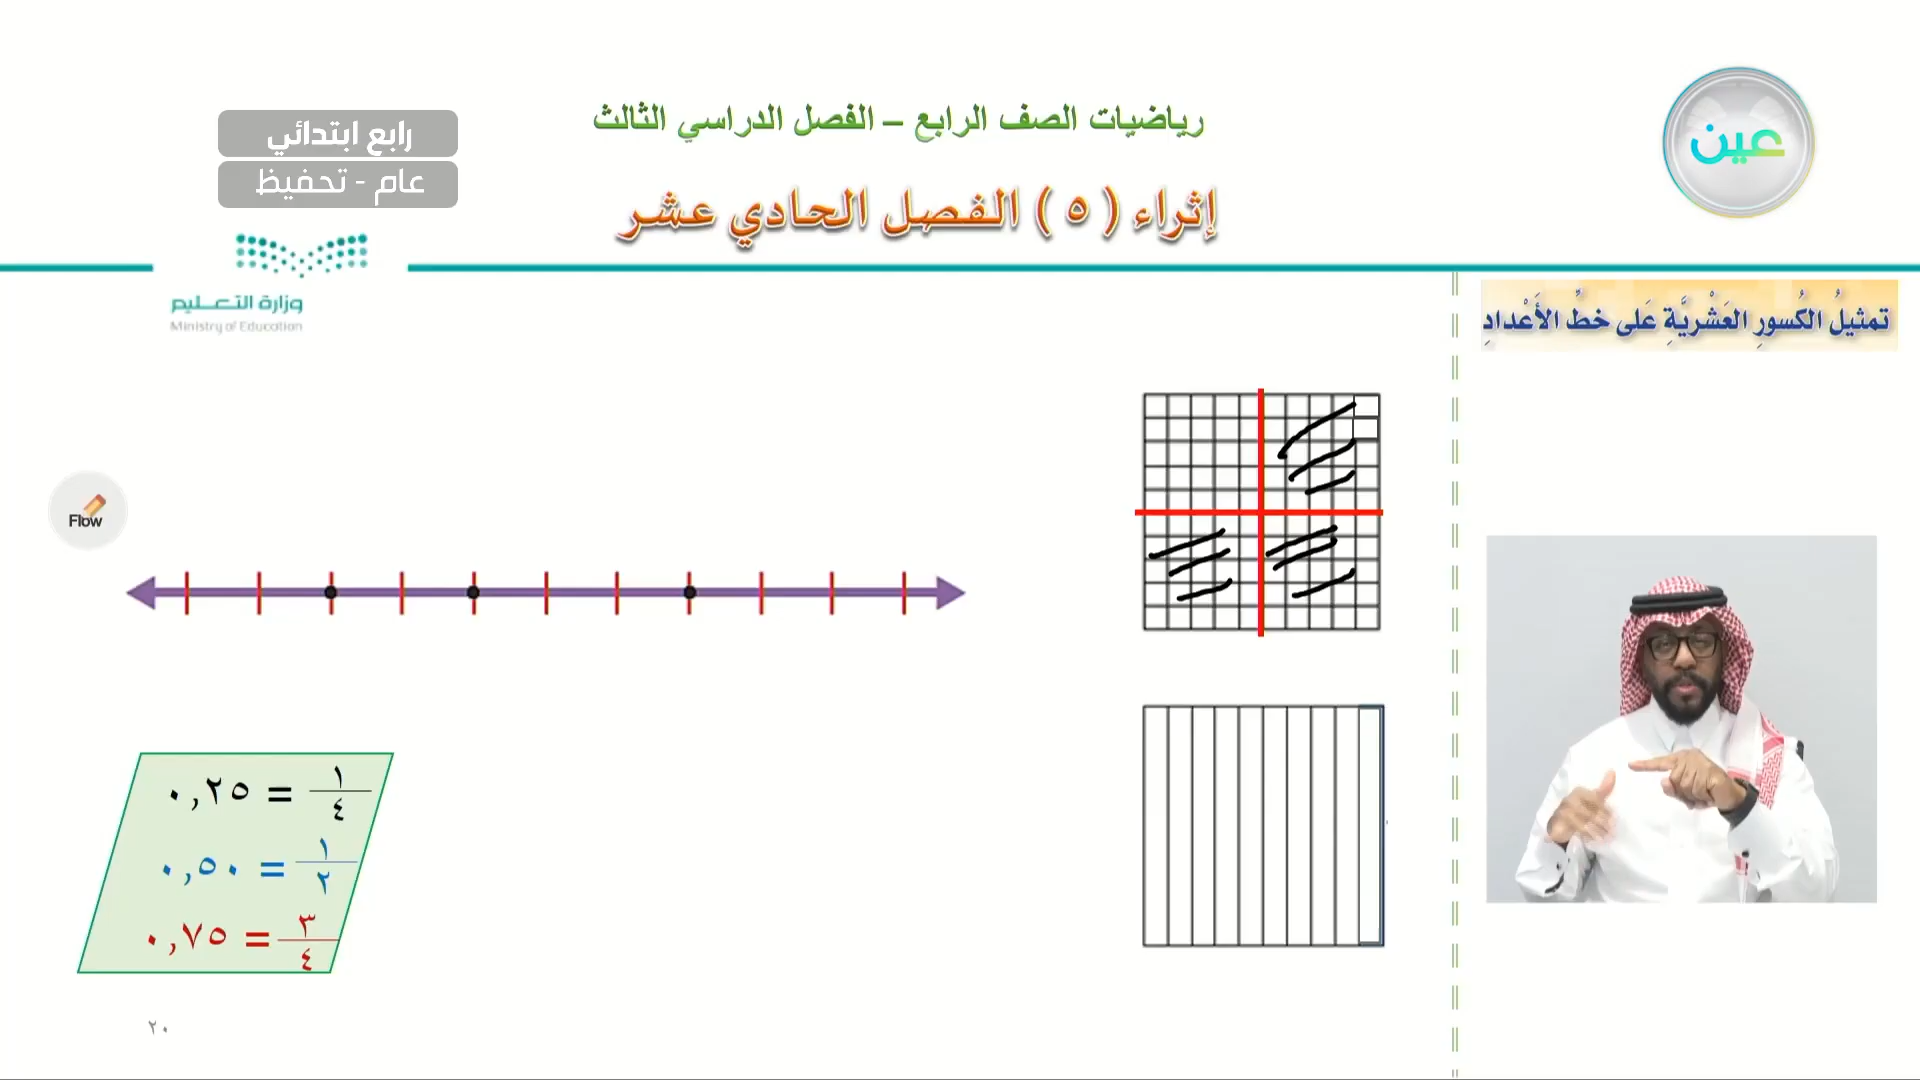 رياضيات الصف الرابع – الفصل الدراسي الثالث
إثراء ( ٥ ) الفصل الحادي عشر
عين
رابع ابتدائي
عام - تحفيظ
وزارة التعليم
Ministry of Education
تمثيلُ الكُسورِ العَشْريَّةِ عَلى خطِّ الأَعْدادِ
Flow
٠,٢٥ = ١/٤
٠,٥٠ = ١/٢
٠,٧٥ = ٣/٤
٢٠